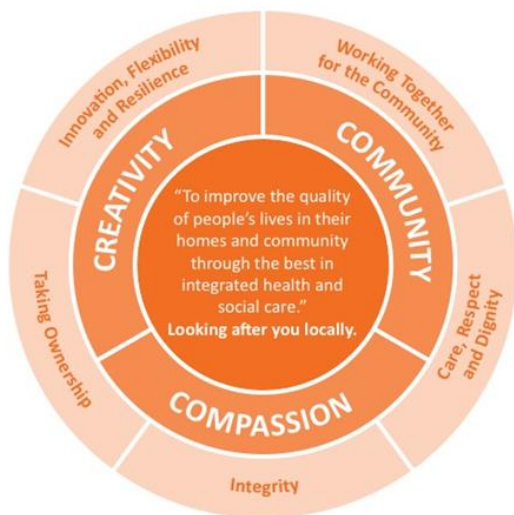 Innovation, Flexibility
and Resilience
Working Together
for the Community
CREATIVITY
COMMUNITY
“To improve the quality
of people’s lives in their
homes and community
through the best in
integrated health and
social care.”
Looking after you locally.
Taking Ownership
Care, Respect
and Dignity
COMPASSION
Integrity